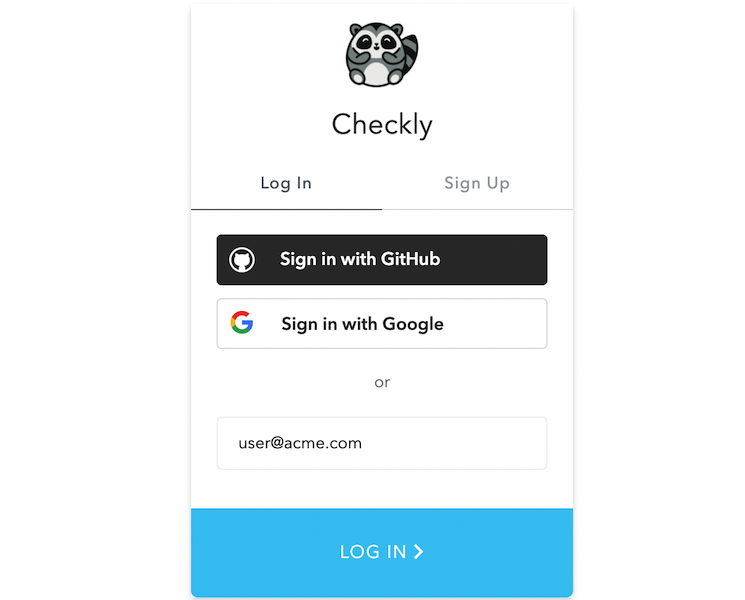 Checkly
Log In
Sign Up
Sign in with GitHub
Sign in with Google
or
user@acme.com
LOG IN